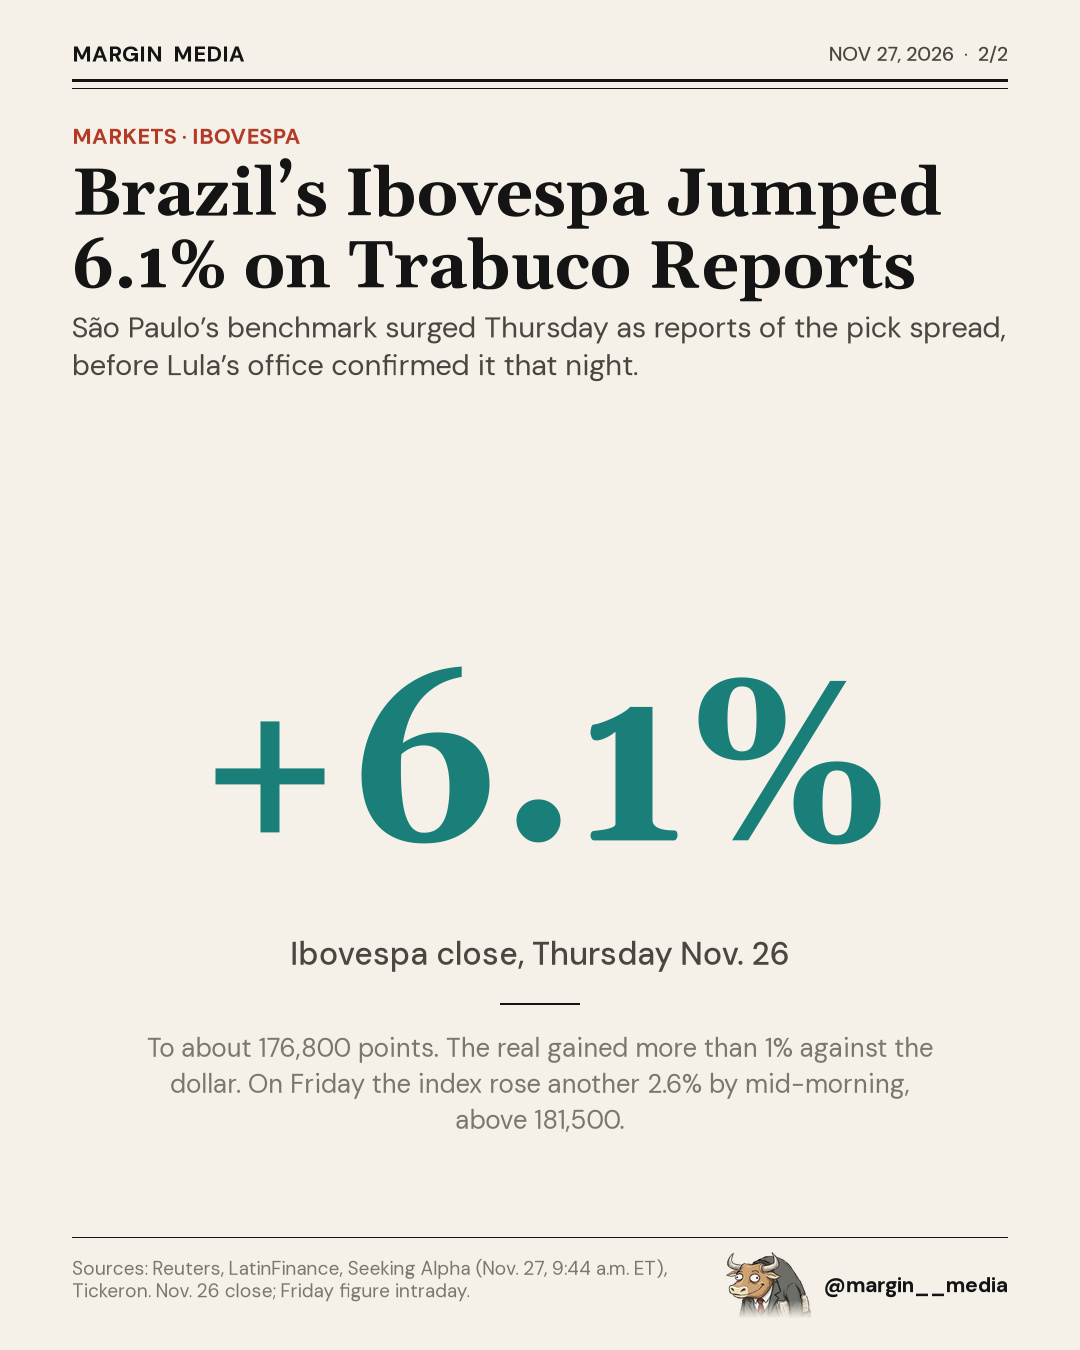 MARGIN MEDIA
NOV 27, 2026 · 2/2
MARKETS · IBOVESPA
Brazil’s Ibovespa Jumped
6.1% on Trabuco Reports
São Paulo’s benchmark surged Thursday as reports of the pick spread,
before Lula’s office confirmed it that night.
+6.1%
Ibovespa close, Thursday Nov. 26
To about 176,800 points. The real gained more than 1% against the
dollar. On Friday the index rose another 2.6% by mid-morning,
above 181,500.
Sources: Reuters, LatinFinance, Seeking Alpha (Nov. 27, 9:44 a.m. ET),
Tickeron. Nov. 26 close; Friday figure intraday.
@margin__media